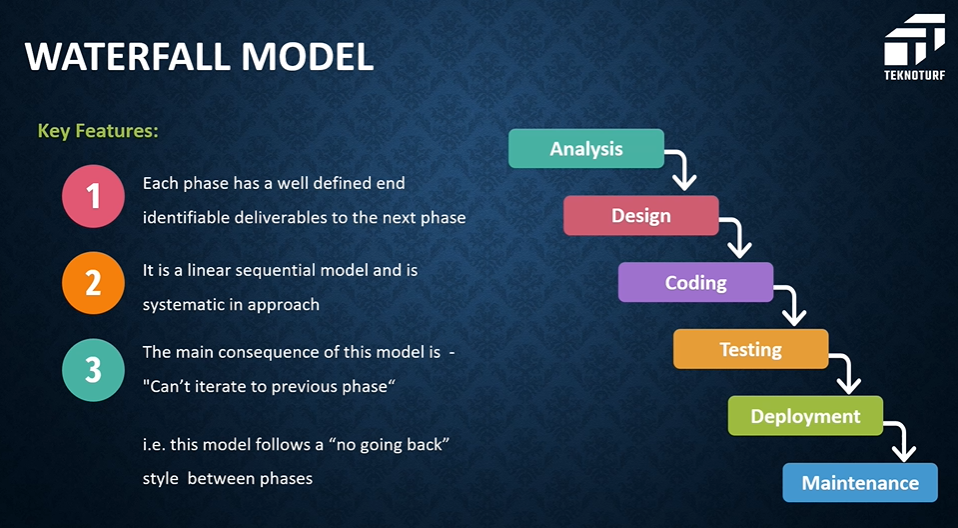 WATERFALL MODEL
TEKNOTURF
Key Features:
1
Each phase has a well defined end
identifiable deliverables to the next phase
2
It is a linear sequential model and is
systematic in approach
3
The main consequence of this model is  -
"Can’t iterate to previous phase“
i.e. this model follows a “no going back”
style  between phases
Analysis
Design
Coding
Testing
Deployment
Maintenance